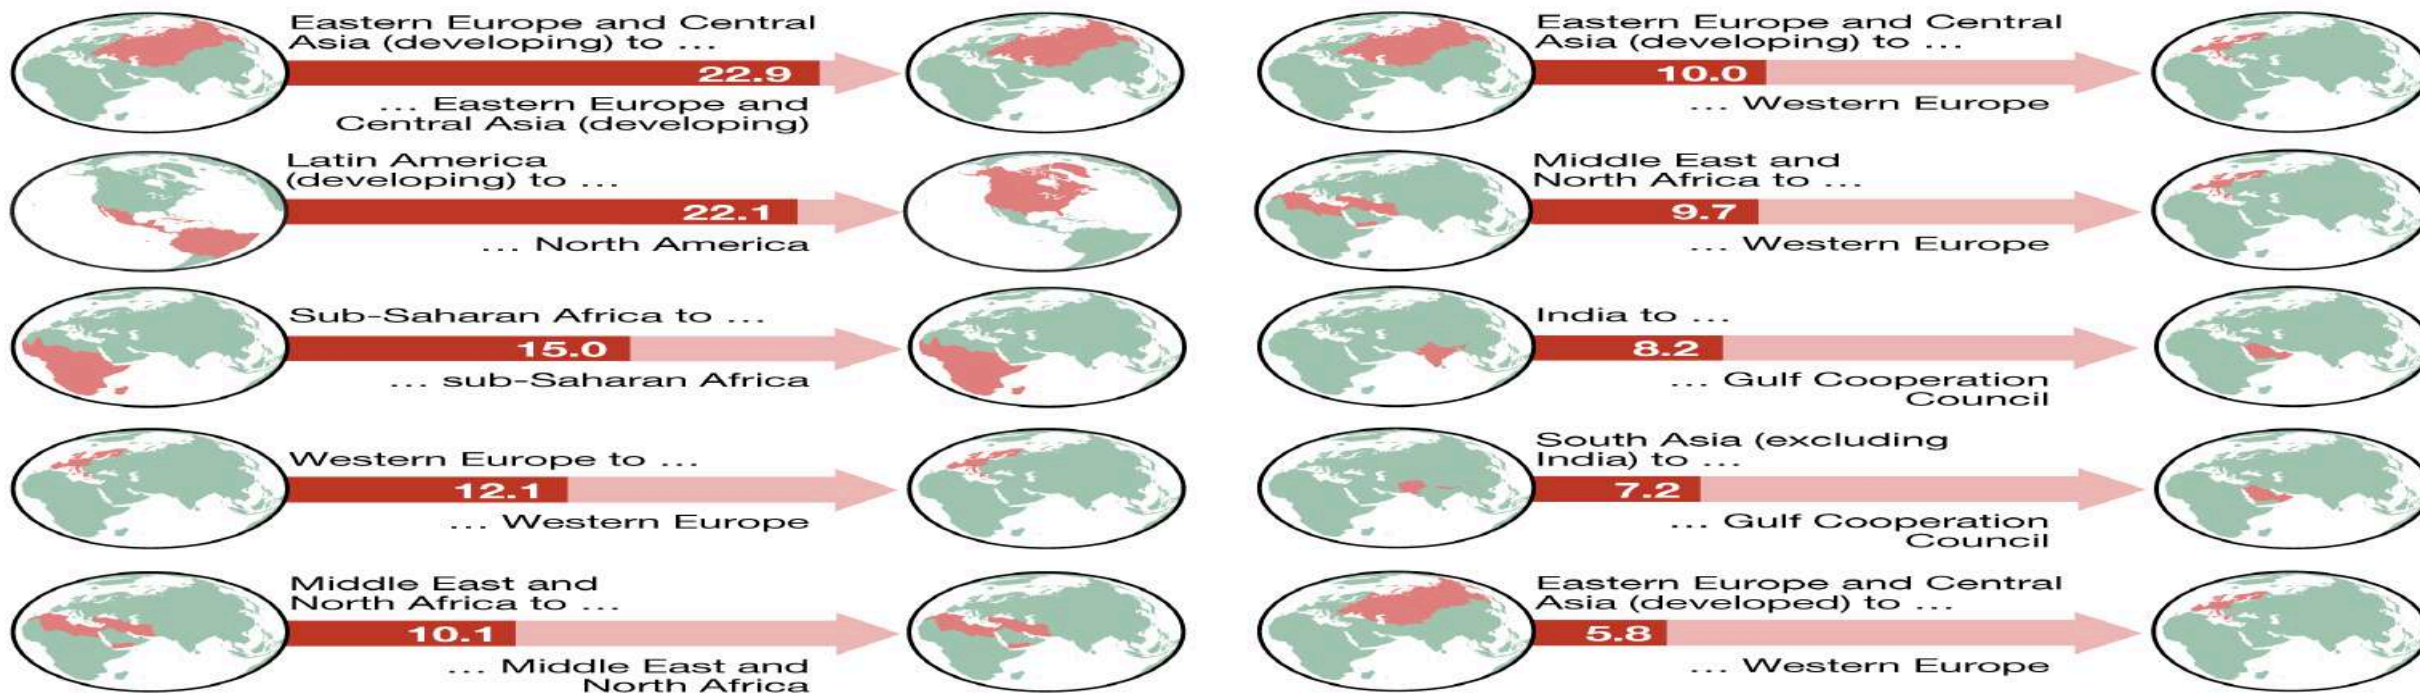 Eastern Europe and Central
Asia (developing) to ...
22.9
... Eastern Europe and
Central Asia (developing)
Latin America
(developing) to ...
22.1
... North America
Sub-Saharan Africa to ...
15.0
... sub-Saharan Africa
Western Europe to ...
12.1
... Western Europe
Middle East and
North Africa to ...
10.1
... Middle East and
North Africa
Eastern Europe and Central
Asia (developing) to ...
10.0
... Western Europe
Middle East and
North Africa to ...
9.7
... Western Europe
India to ...
8.2
... Gulf Cooperation
Council
South Asia (excluding
India) to ...
7.2
... Gulf Cooperation
Council
Eastern Europe and Central
Asia (developed) to ...
5.8
... Western Europe